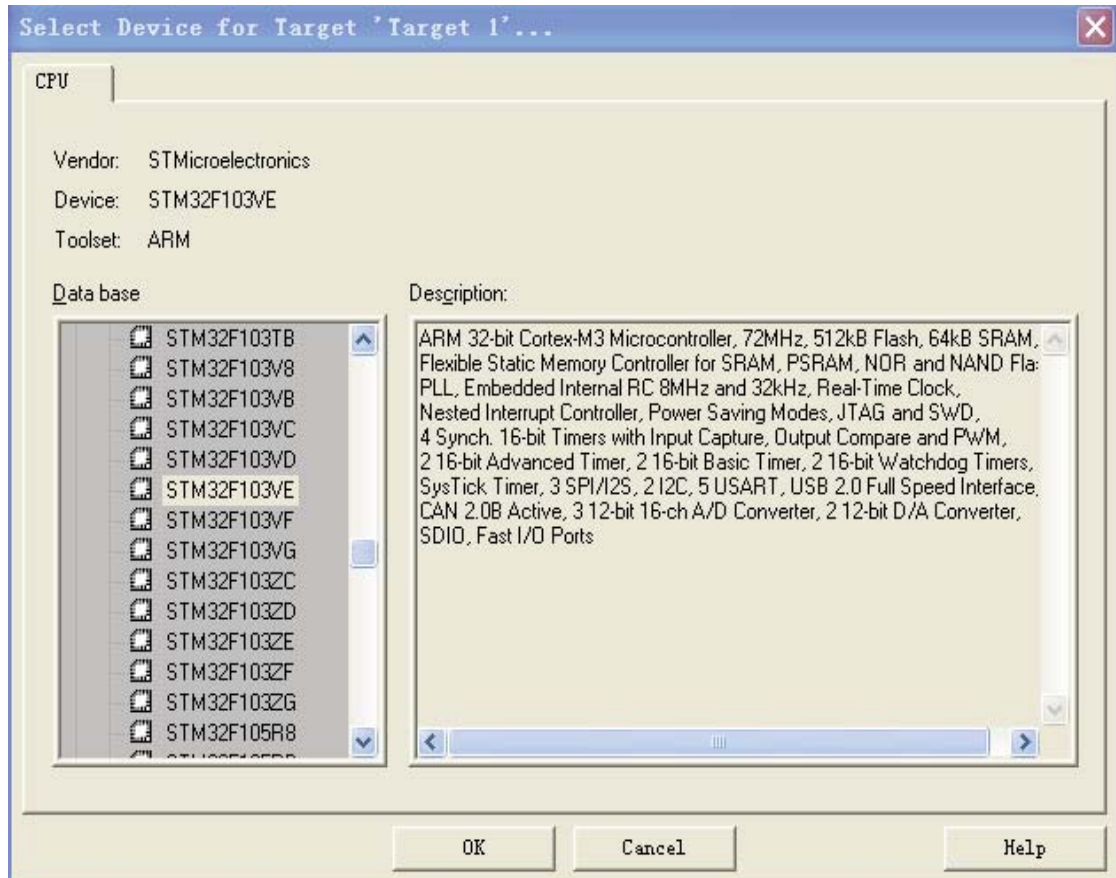 Select Device for Target 'Target 1'...
CPU
Vendor: STMicroelectronics
Device: STM32F103VE
Toolset: ARM
Data base
STM32F103TB
STM32F103V8
STM32F103VB
STM32F103VC
STM32F103VD
STM32F103VE
STM32F103VF
STM32F103VG
STM32F103ZC
STM32F103ZD
STM32F103ZE
STM32F103ZF
STM32F103ZG
STM32F105R8
Description:
ARM 32-bit Cortex-M3 Microcontroller, 72MHz, 512kB Flash, 64kB SRAM,
Flexible Static Memory Controller for SRAM, PSRAM, NOR and NAND Fla
PLL, Embedded Internal RC 8MHz and 32kHz, Real-Time Clock,
Nested Interrupt Controller, Power Saving Modes, JTAG and SWD,
4 Synch. 16-bit Timers with Input Capture, Output Compare and PWM,
2 16-bit Advanced Timer, 2 16-bit Basic Timer, 2 16-bit Watchdog Timers,
SysTick Timer, 3 SPI/I2S, 2 I2C, 5 USART, USB 2.0 Full Speed Interface,
CAN 2.0B Active, 3 12-bit 16-ch A/D Converter, 2 12-bit D/A Converter,
SDIO, Fast I/O Ports
OK Cancel Help